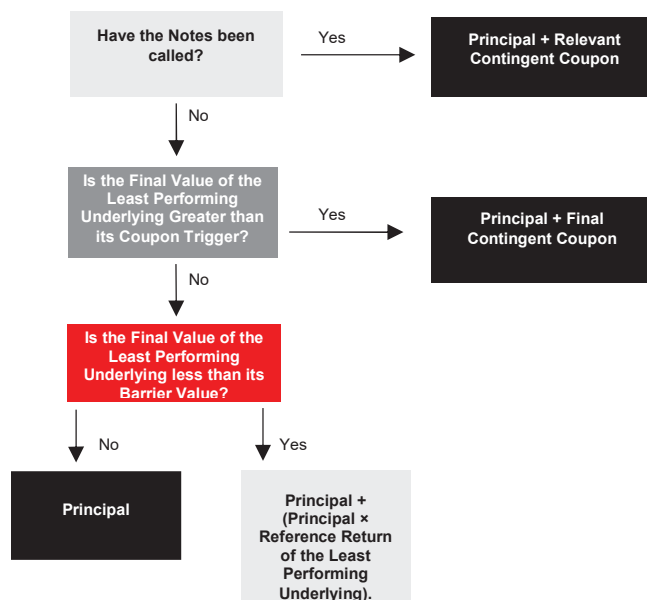 Have the Notes been
called?
Yes
Principal + Relevant
Contingent Coupon
No
Is the Final Value of the
Least Performing
Underlying Greater than
its Coupon Trigger?
Yes
Principal + Final
Contingent Coupon
No
Is the Final Value of the
Least Performing
Underlying less than its
Barrier Value?
No
Yes
Principal
Principal +
(Principal ×
Reference Return
of the Least
Performing
Underlying).